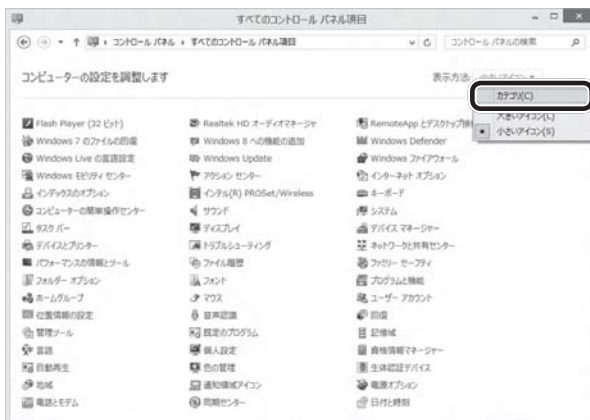 すべてのコントロール パネル項目
コントロール パネル ▸ すべてのコントロール パネル項目
コントロール パネルの検索
コンピューターの設定を調整します
表示方法: 小さいアイコン
カテゴリ(C)
大きいアイコン(L)
小さいアイコン(S)
Flash Player (32 ビット)
Realtek HD オーディオマネージャ
RemoteApp とデスクトップ接
Windows 7 のファイルの回復
Windows 8 への機能の追加
Windows Defender
Windows Live の言語設定
Windows Update
Windows ファイアウォール
Windows モビリティ センター
アクション センター
インターネット オプション
インデックスのオプション
インテル(R) PROSet/Wireless
キーボード
コンピューターの簡単操作センター
サウンド
システム
タスク バー
ディスプレイ
デバイス マネージャー
デバイスとプリンター
トラブルシューティング
ネットワークと共有センター
パフォーマンスの情報とツール
ファイル履歴
ファミリー セーフティ
フォルダー オプション
フォント
プログラムと機能
ホームグループ
マウス
ユーザー アカウント
位置情報の設定
音声認識
回復
管理ツール
既定のプログラム
記憶域
言語
個人設定
資格情報マネージャー
自動再生
色の管理
生体認証デバイス
地域
通知領域アイコン
電源オプション
電話とモデム
同期センター
日付と時刻